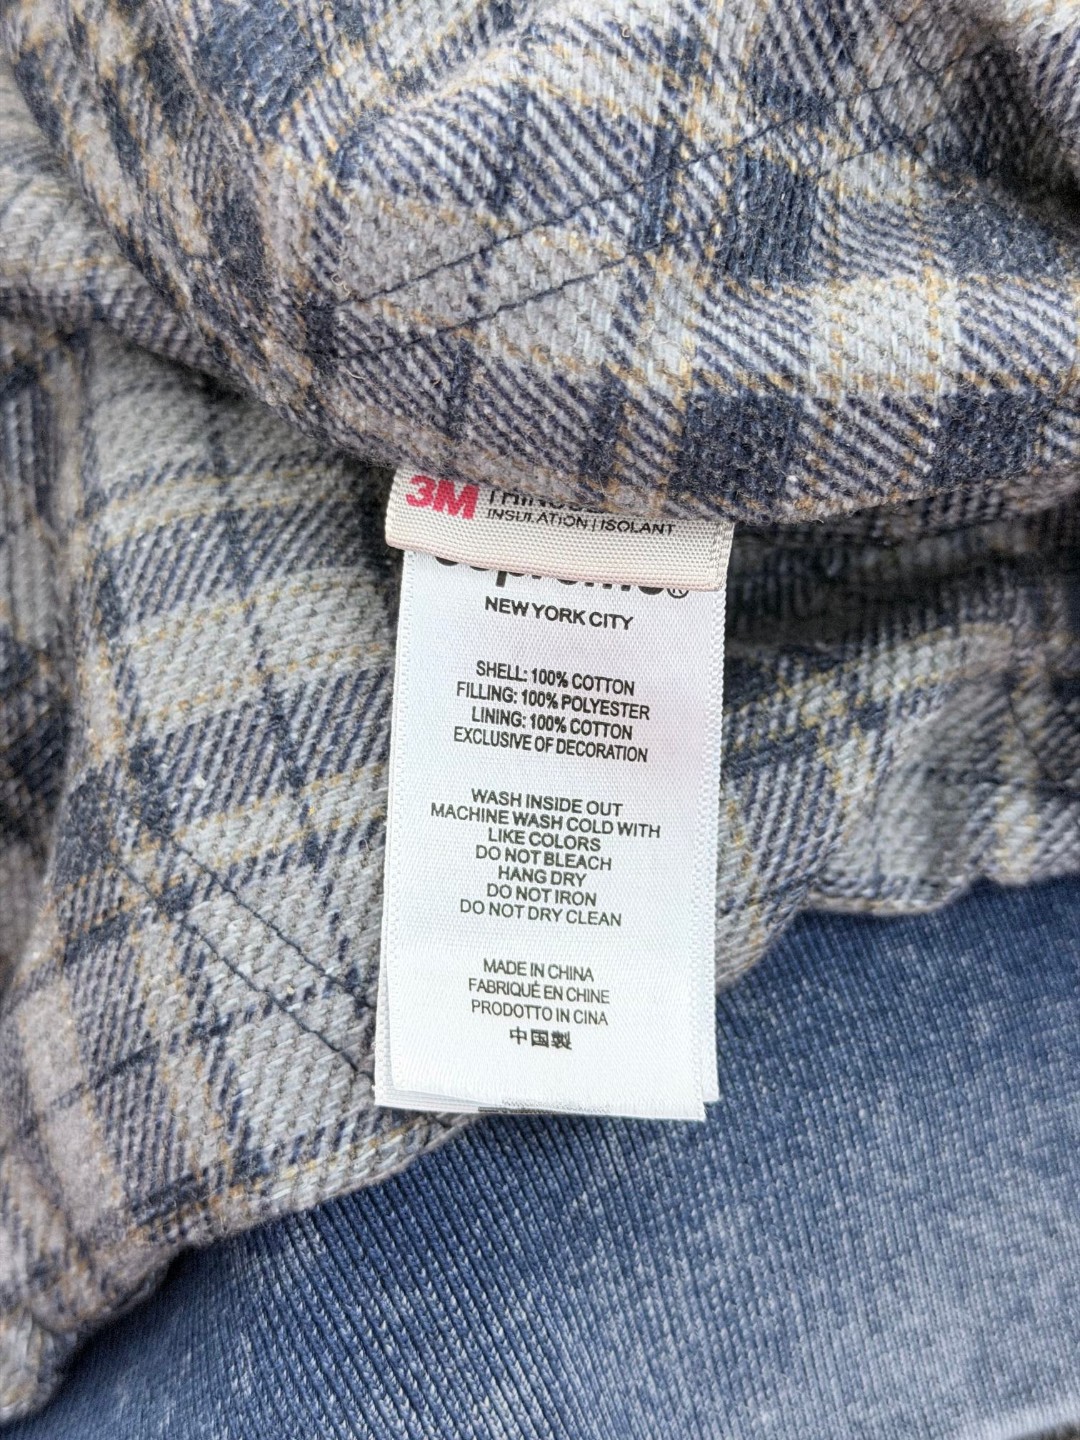 3M
INSULATION | ISOLANT
Supreme®
NEW YORK CITY
SHELL: 100% COTTON
FILLING: 100% POLYESTER
LINING: 100% COTTON
EXCLUSIVE OF DECORATION
WASH INSIDE OUT
MACHINE WASH COLD WITH
LIKE COLORS
DO NOT BLEACH
HANG DRY
DO NOT IRON
DO NOT DRY CLEAN
MADE IN CHINA
FABRIQUÉ EN CHINE
PRODOTTO IN CINA
中国製